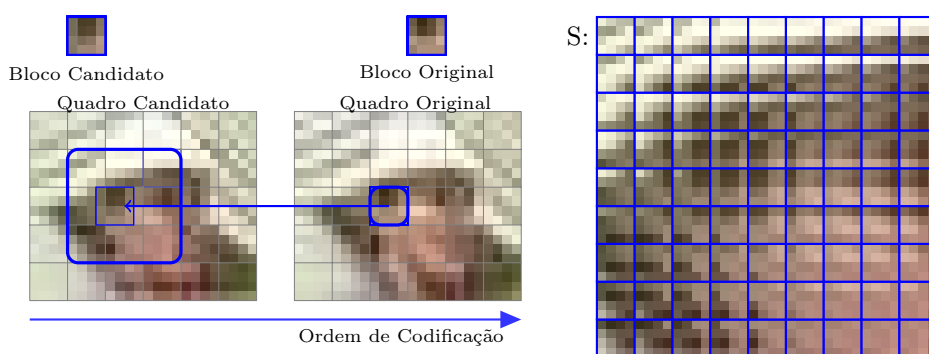 Bloco Candidato
Bloco Original
Quadro Candidato
Quadro Original
Ordem de Codificação
S: